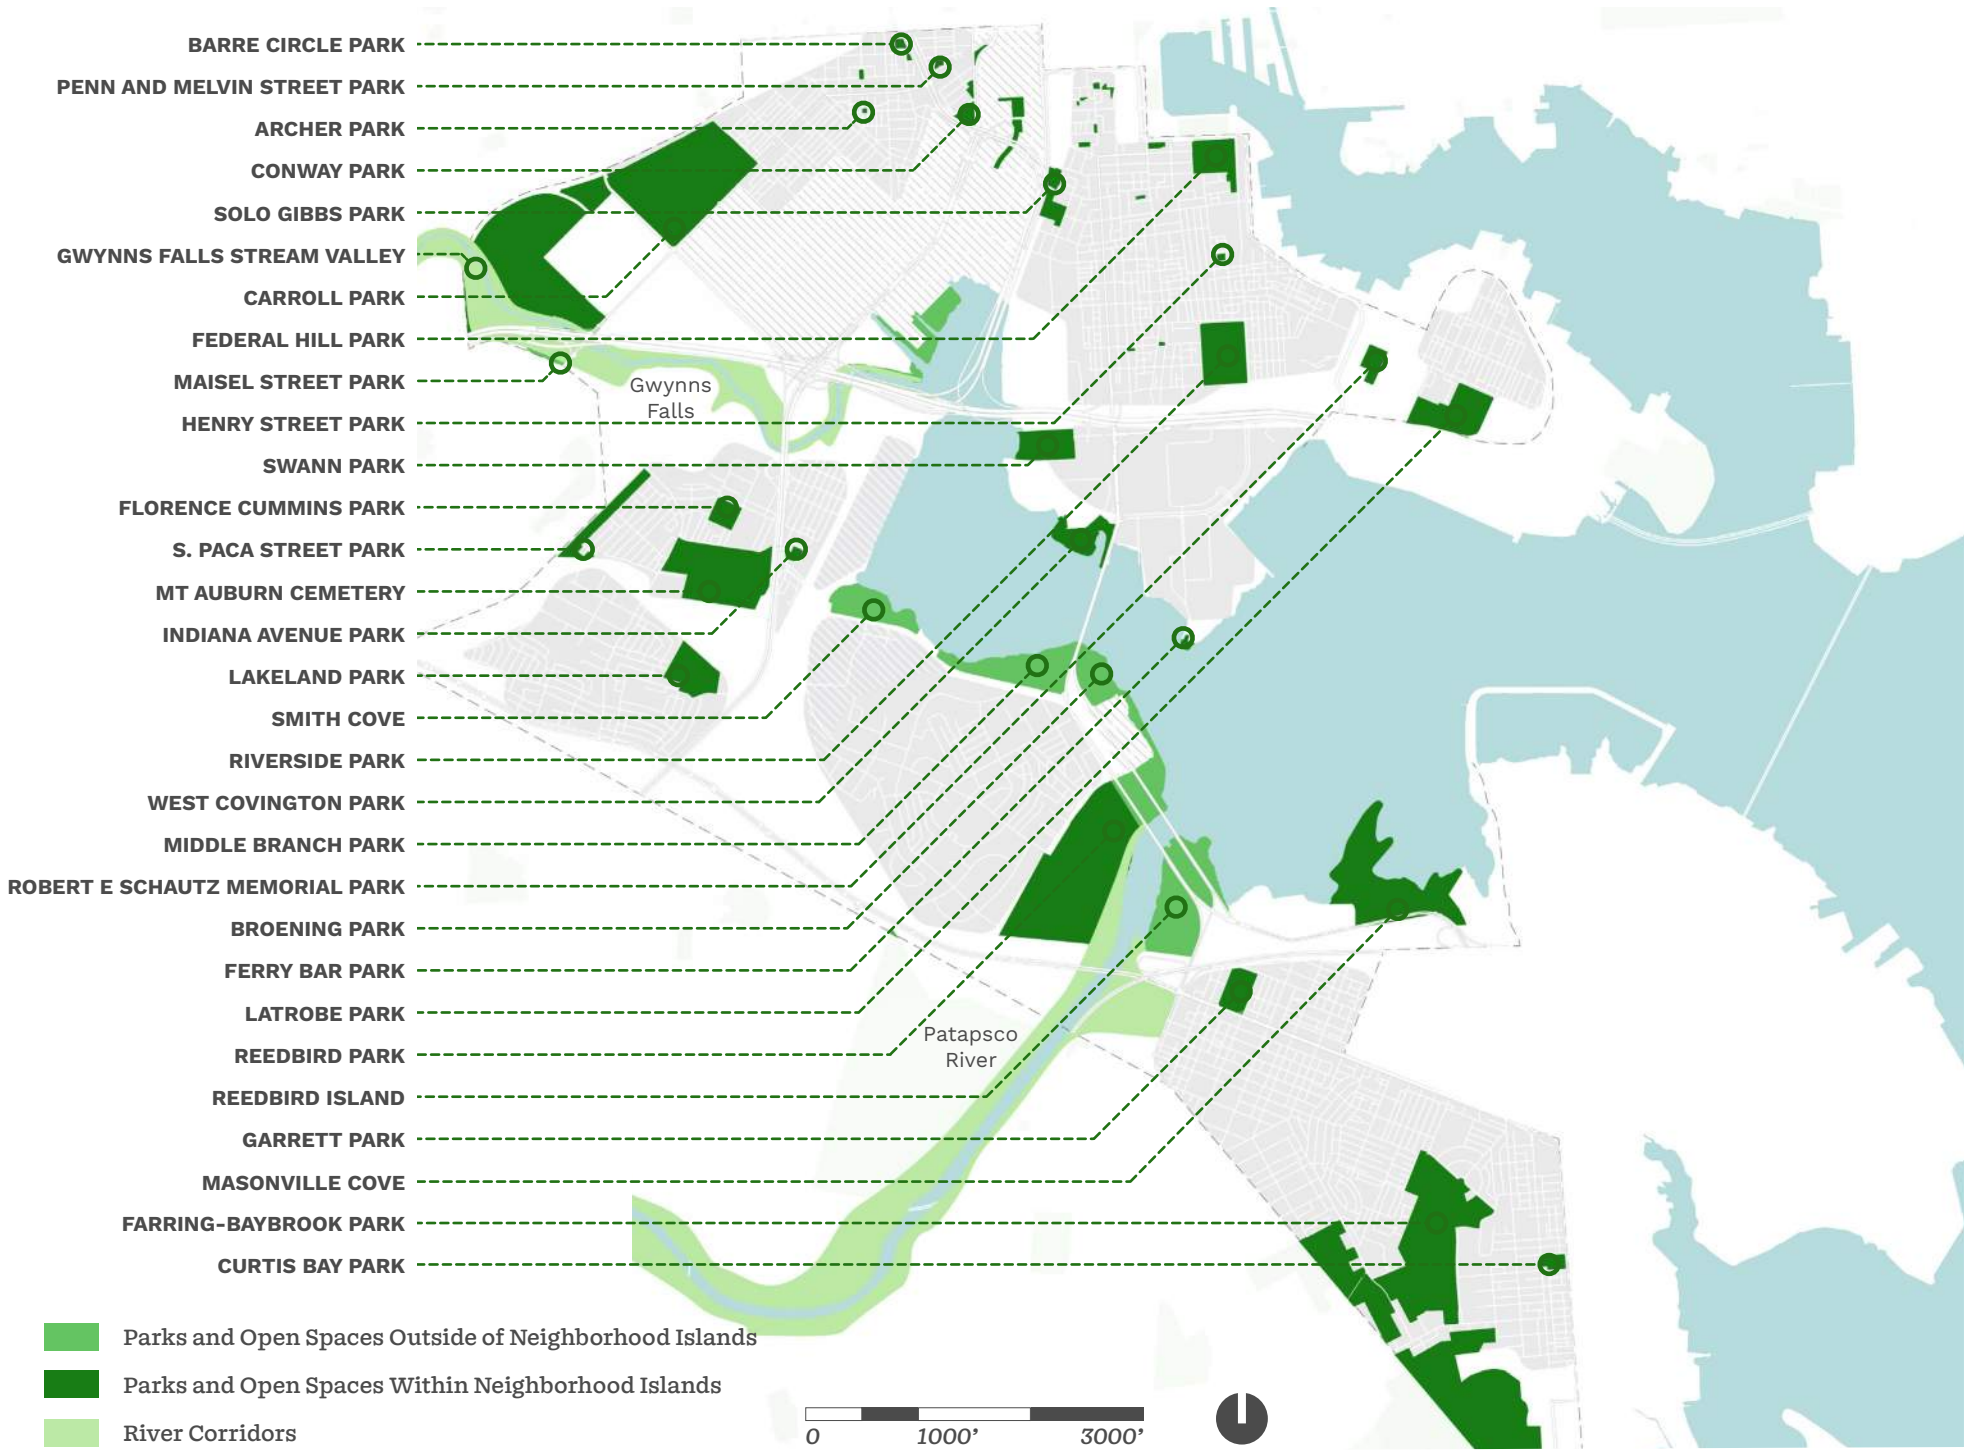 BARRE CIRCLE PARK
PENN AND MELVIN STREET PARK
ARCHER PARK
CONWAY PARK
SOLO GIBBS PARK
GWYNNS FALLS STREAM VALLEY
CARROLL PARK
FEDERAL HILL PARK
MAISEL STREET PARK
Gwynns
Falls
HENRY STREET PARK
SWANN PARK
FLORENCE CUMMINS PARK
S. PACA STREET PARK
MT AUBURN CEMETERY
INDIANA AVENUE PARK
LAKELAND PARK
SMITH COVE
RIVERSIDE PARK
WEST COVINGTON PARK
MIDDLE BRANCH PARK
ROBERT E SCHAUTZ MEMORIAL PARK
BROENING PARK
FERRY BAR PARK
LATROBE PARK
Patapsco
River
REEDBIRD PARK
REEDBIRD ISLAND
GARRETT PARK
MASONVILLE COVE
FARRING-BAYBROOK PARK
CURTIS BAY PARK
Parks and Open Spaces Outside of Neighborhood Islands
Parks and Open Spaces Within Neighborhood Islands
River Corridors
0 1000' 3000'